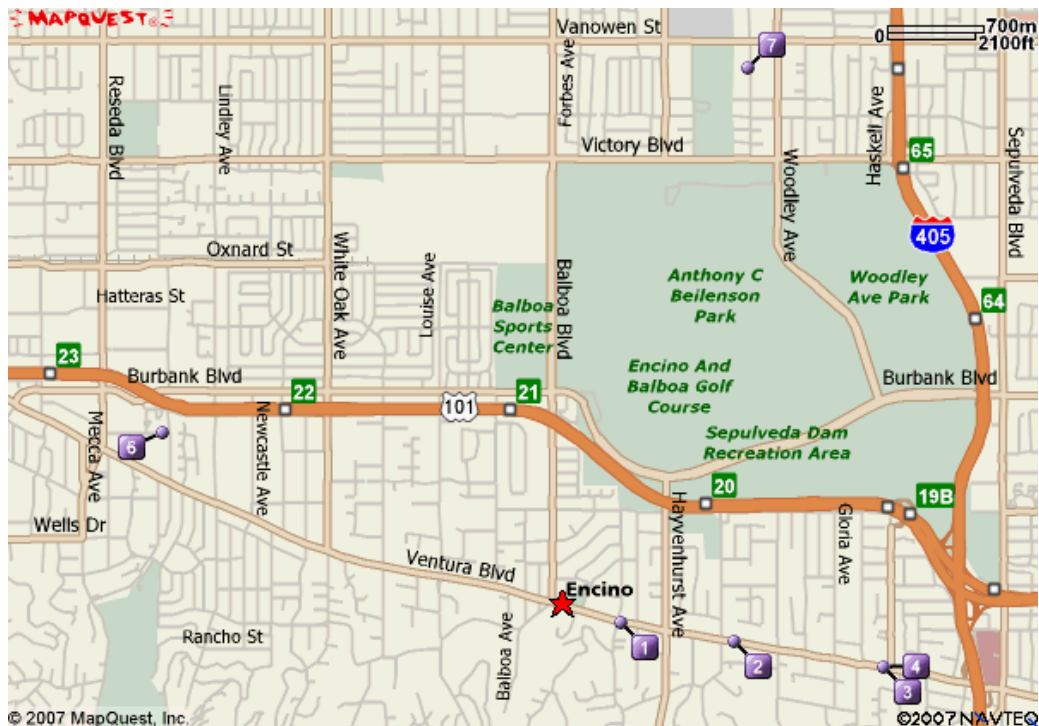 MAPQUEST
Vanowen St
7
0
700m
2100ft
Forbes Ave
Reseda Blvd
Lindley Ave
Haskell Ave
Sepulveda Blvd
Victory Blvd
65
Woodley Ave
405
Oxnard St
White Oak Ave
Louise Ave
Balboa Blvd
Hatteras St
Anthony C
Beilenson
Park
Woodley
Ave Park
64
Balboa
Sports
Center
23
Burbank Blvd
22
101
21
Encino And
Balboa Golf
Course
Burbank Blvd
Mecca Ave
6
Newcastle Ave
Sepulveda Dam
Recreation Area
20
19B
Hayvenhurst Ave
Gloria Ave
Wells Dr
Ventura Blvd
Encino
Rancho St
Balboa Ave
1
2
4
3
© 2007 MapQuest, Inc.
©2007 NAVTEQ